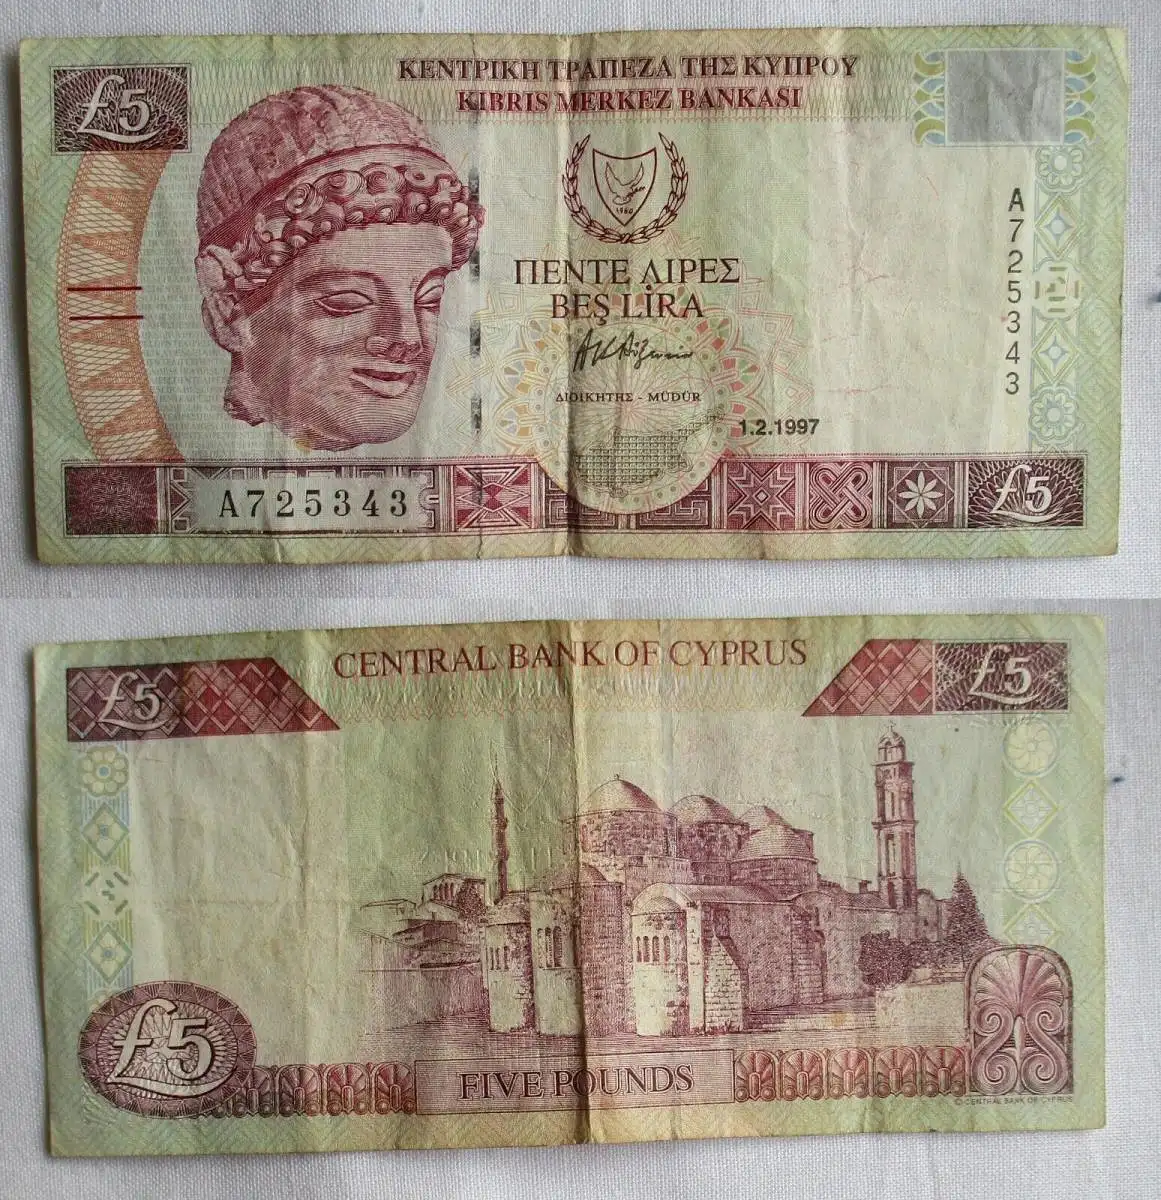 £5
ΚΕΝΤΡΙΚΗ ΤΡΑΠΕΖΑ ΤΗΣ ΚΥΠΡΟΥ
KIBRIS MERKEZ BANKASI
1960
A725343
ΠΕΝΤΕ ΛΙΡΕΣ
BEŞ LİRA
ΔΙΟΙΚΗΤΗΣ - MÜDÜR
1.2.1997
A725343
£5
CENTRAL BANK OF CYPRUS
£5
£5
£5
FIVE POUNDS
© CENTRAL BANK OF CYPRUS